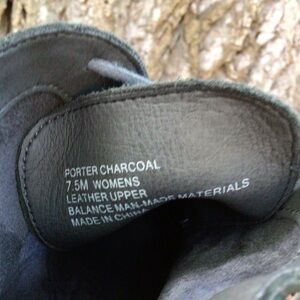 PORTER CHARCOAL
7.5M WOMENS
LEATHER UPPER
BALANCE MAN-MADE MATERIALS
MADE IN CHINA